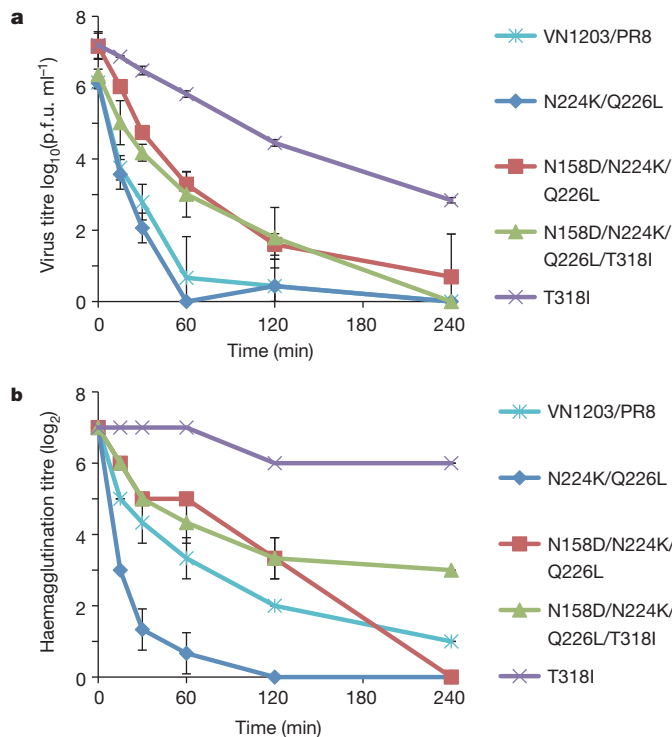 a
8
6
4
2
0
Virus titre log10(p.f.u. ml−1)
0 60 120 180 240
Time (min)
VN1203/PR8
N224K/Q226L
N158D/N224K/
Q226L
N158D/N224K/
Q226L/T318I
T318I
b
8
6
4
2
0
Haemagglutination titre (log2)
0 60 120 180 240
Time (min)
VN1203/PR8
N224K/Q226L
N158D/N224K/
Q226L
N158D/N224K/
Q226L/T318I
T318I